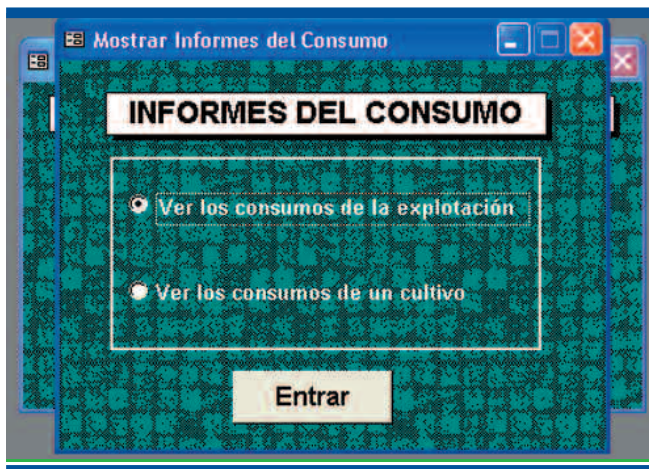 Mostrar Informes del Consumo
INFORMES DEL CONSUMO
Ver los consumos de la explotación
Ver los consumos de un cultivo
Entrar